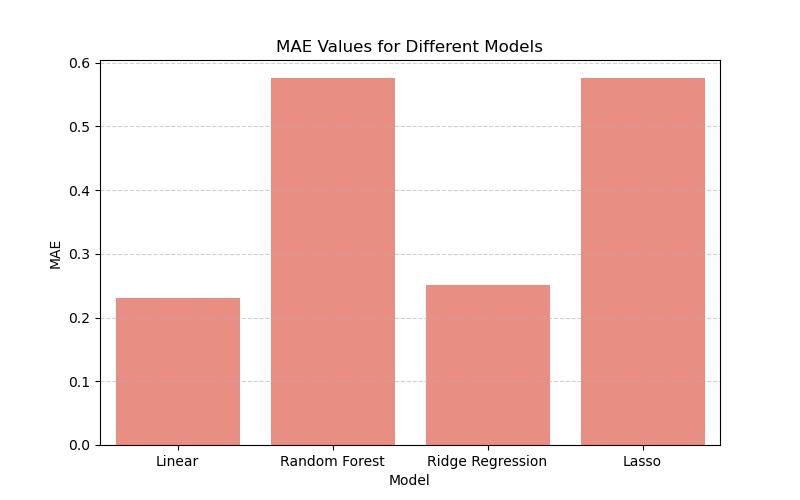 MAE Values for Different Models
0.6
0.5
0.4
0.3
0.2
0.1
0.0
MAE
Linear Random Forest Ridge Regression Lasso
Model